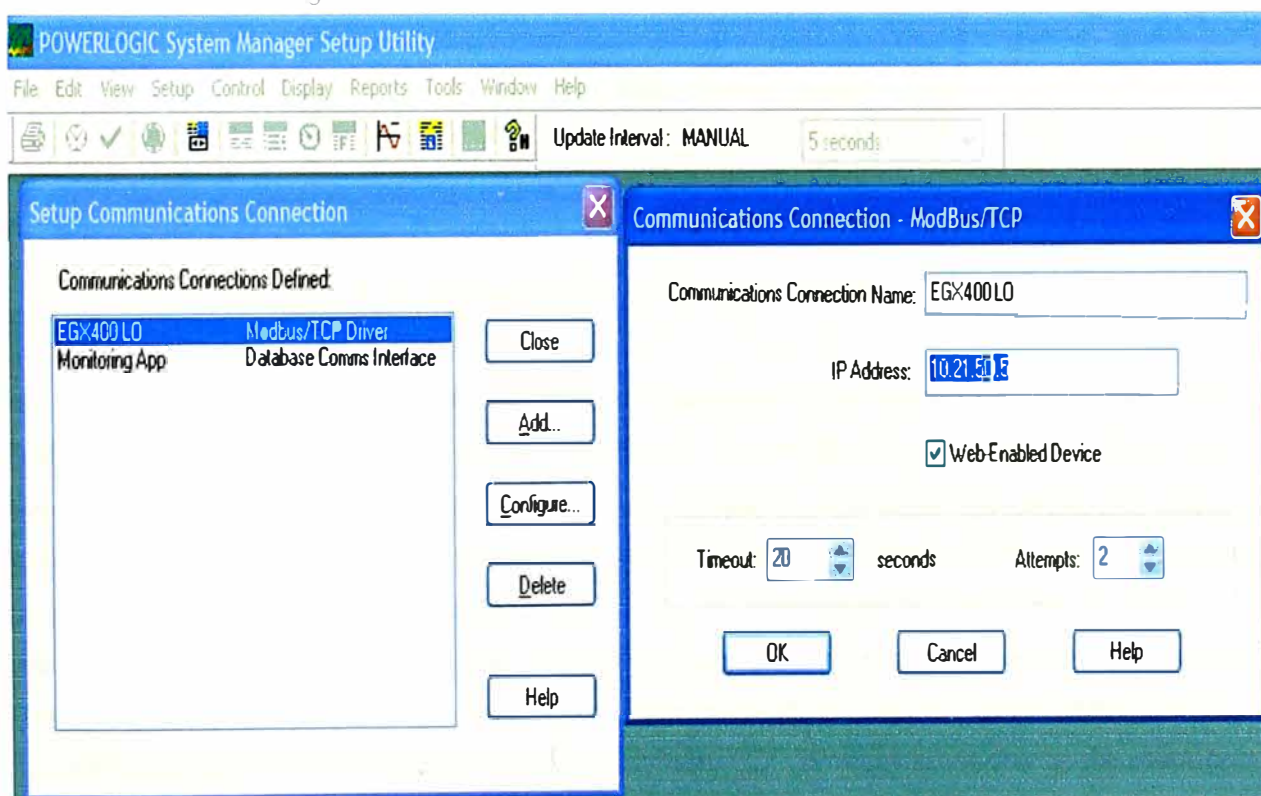 POWERLOGIC System Manager Setup Utility
File Edit View Setup Control Display Reports Tools Window Help
Update Interval: MANUAL 5 seconds
Setup Communications Connection
Communications Connections Defined:
EGX400 LO Modbus/TCP Driver
Monitoring App Database Comms Interface
Close
Add...
Configure...
Delete
Help
Communications Connection - ModBus/TCP
Communications Connection Name: EGX400 LO
IP Address: 10.21.50.5
Web-Enabled Device
Timeout: 20 seconds Attempts: 2
OK Cancel Help